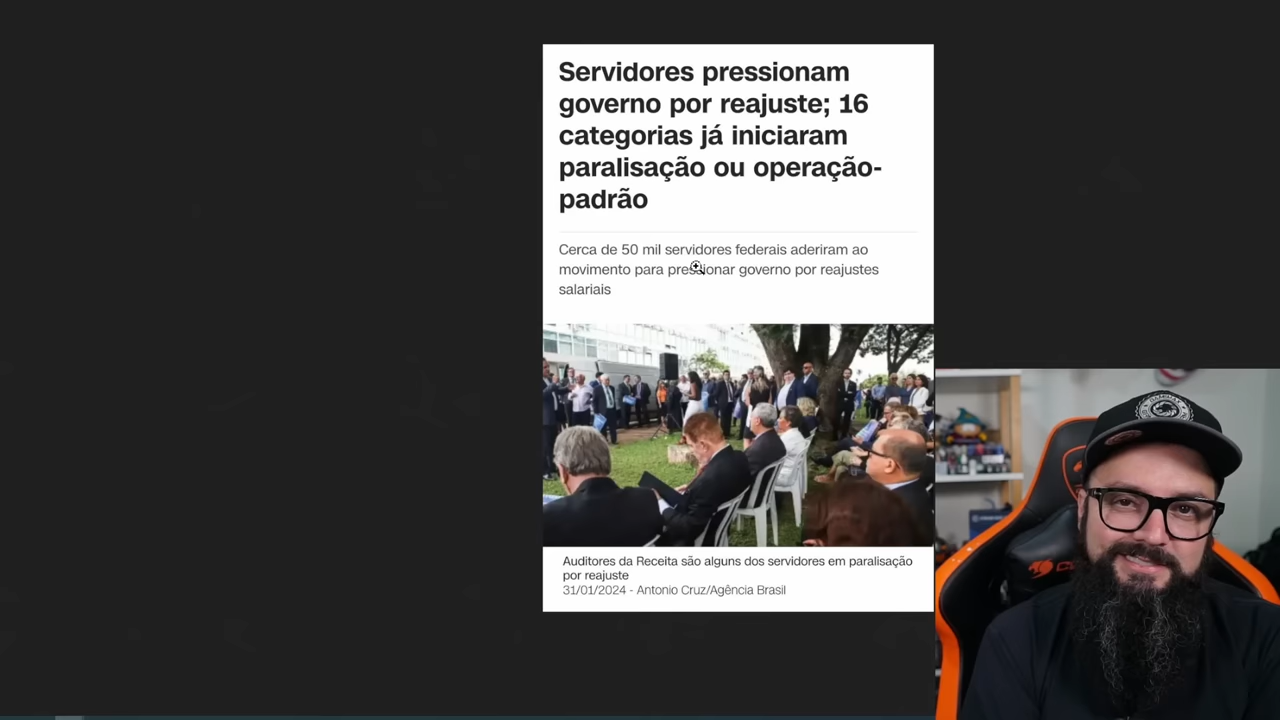 Servidores pressionam
governo por reajuste; 16
categorias já iniciaram
paralisação ou operação-
padrão
Cerca de 50 mil servidores federais aderiram ao
movimento para pressionar governo por reajustes
salariais
Auditores da Receita são alguns dos servidores em paralisação
por reajuste
31/01/2024 - Antonio Cruz/Agência Brasil